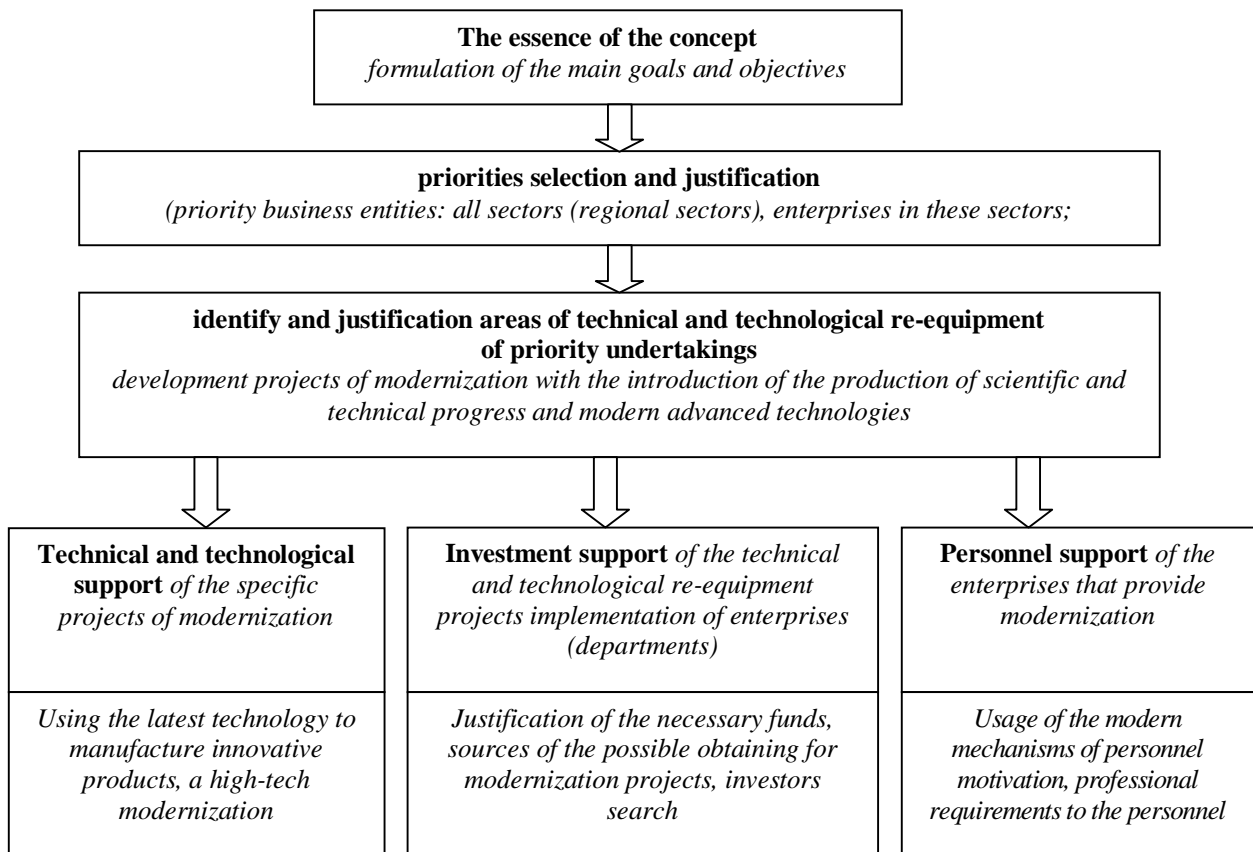 The essence of the concept
formulation of the main goals and objectives
priorities selection and justification
(priority business entities: all sectors (regional sectors), enterprises in these sectors;
identify and justification areas of technical and technological re-equipment
of priority undertakings
development projects of modernization with the introduction of the production of scientific and
technical progress and modern advanced technologies
Technical and technological
support of the specific
projects of modernization
Using the latest technology to
manufacture innovative
products, a high-tech
modernization
Investment support of the technical
and technological re-equipment
projects implementation of enterprises
(departments)
Justification of the necessary funds,
sources of the possible obtaining for
modernization projects, investors
search
Personnel support of the
enterprises that provide
modernization
Usage of the modern
mechanisms of personnel
motivation, professional
requirements to the personnel